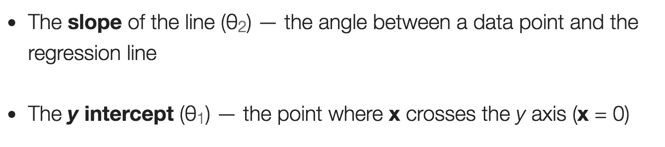 • The slope of the line (θ₂) — the angle between a data point and the
regression line
• The y intercept (θ₁) — the point where x crosses the y axis (x = 0)